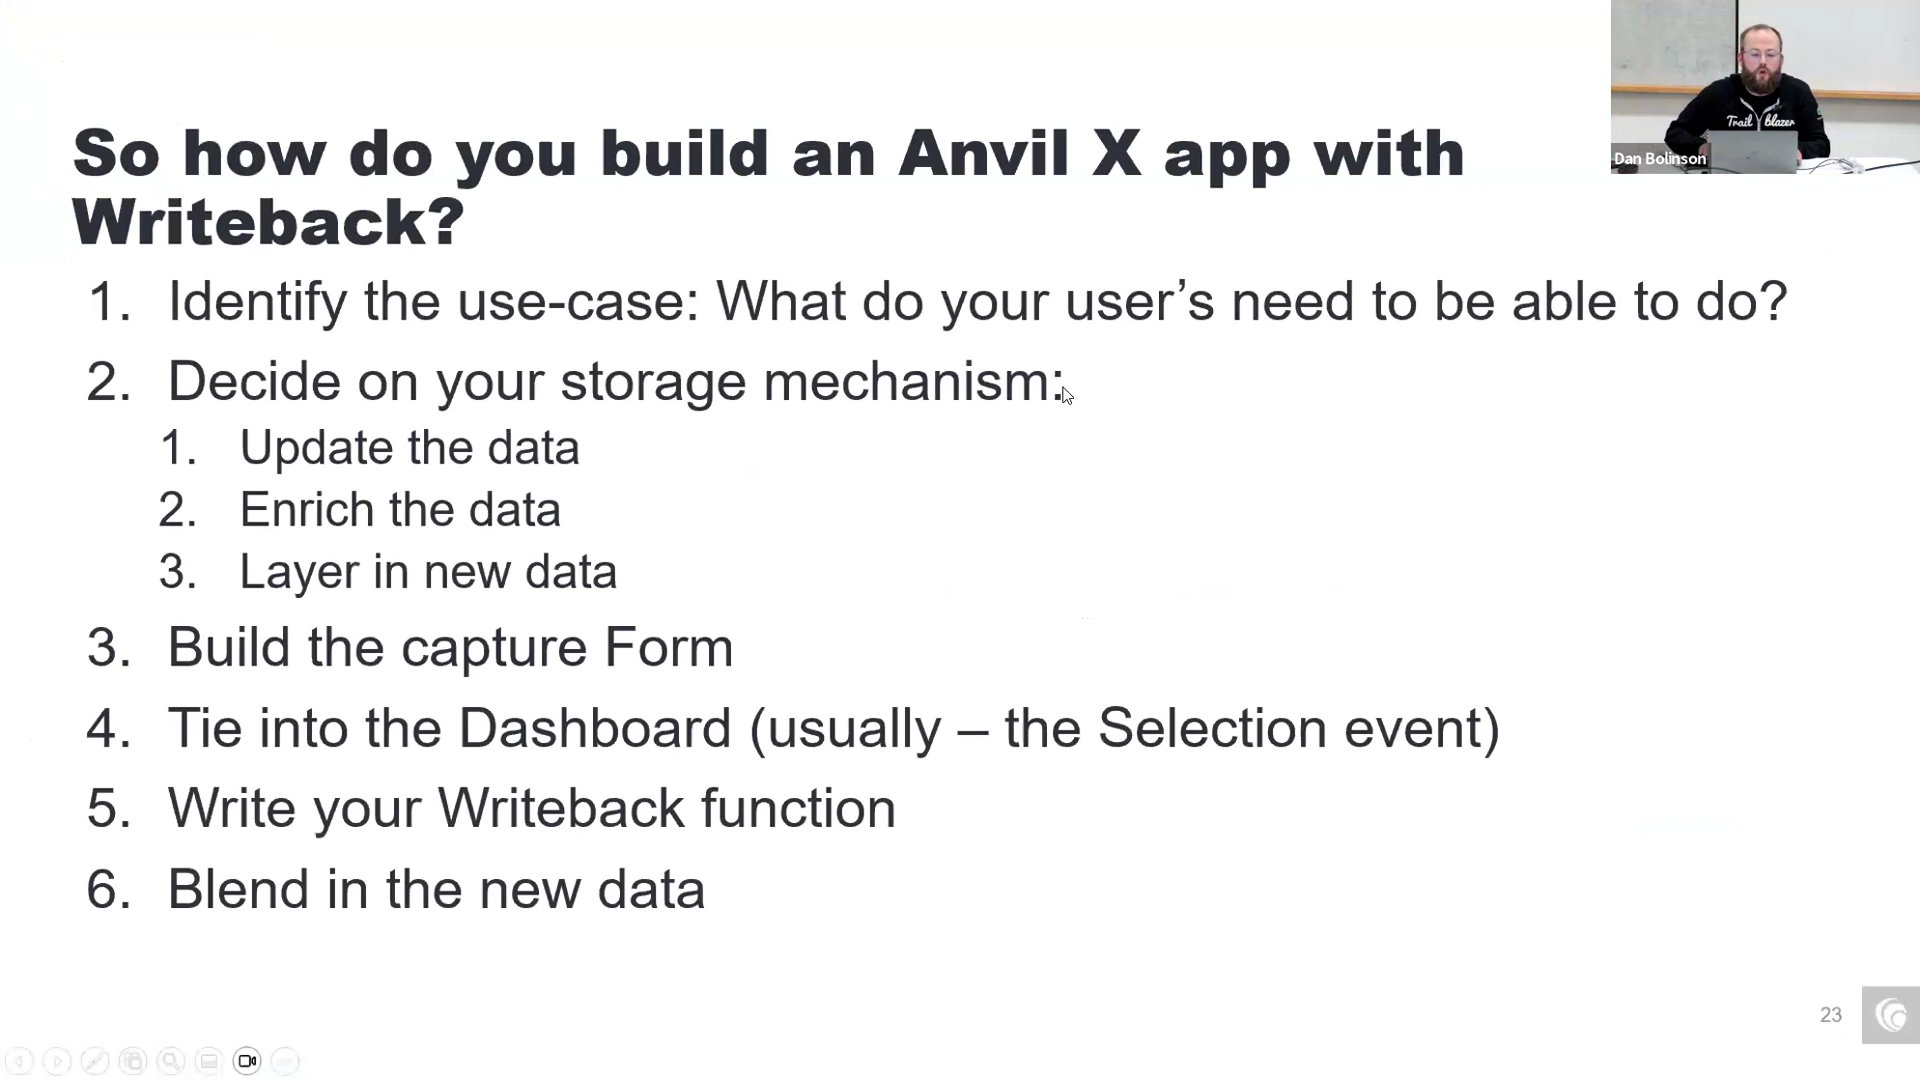 So how do you build an Anvil X app with
Writeback?
1. Identify the use-case: What do your user’s need to be able to do?
2. Decide on your storage mechanism:
1. Update the data
2. Enrich the data
3. Layer in new data
3. Build the capture Form
4. Tie into the Dashboard (usually – the Selection event)
5. Write your Writeback function
6. Blend in the new data
Trail blazer
Dan Bolinson
23